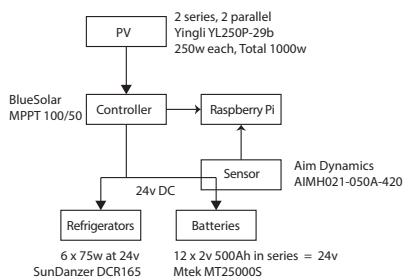 PV
2 series, 2 parallel
Yingli YL250P-29b
250w each, Total 1000w
BlueSolar
MPPT 100/50
Controller
Raspberry Pi
Sensor
Aim Dynamics
AIMH021-050A-420
24v DC
Refrigerators
Batteries
6 x 75w at 24v
SunDanzer DCR165
12 x 2v 500Ah in series = 24v
Mtek MT25000S